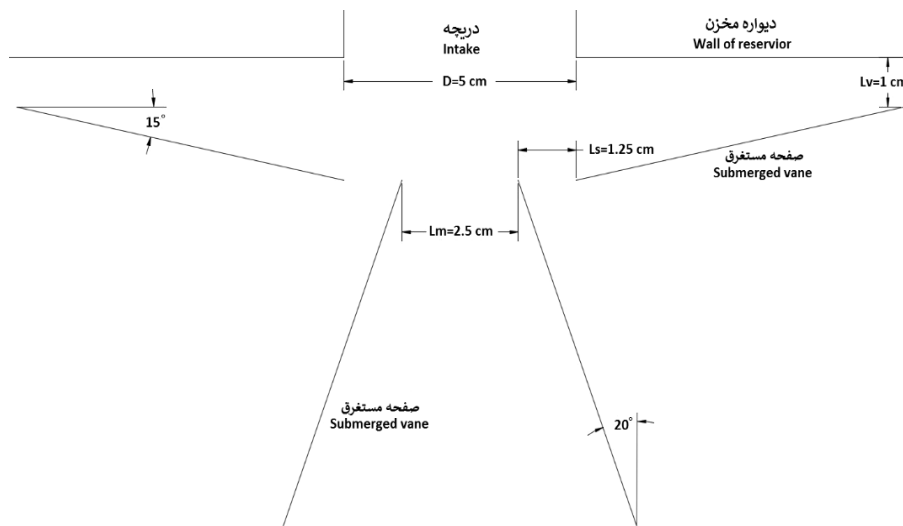 دریچه
Intake
دیواره مخزن
Wall of reservior
D=5 cm
Lv=1 cm
15°
Ls=1.25 cm
صفحه مستغرق
Submerged vane
Lm=2.5 cm
صفحه مستغرق
Submerged vane
20°